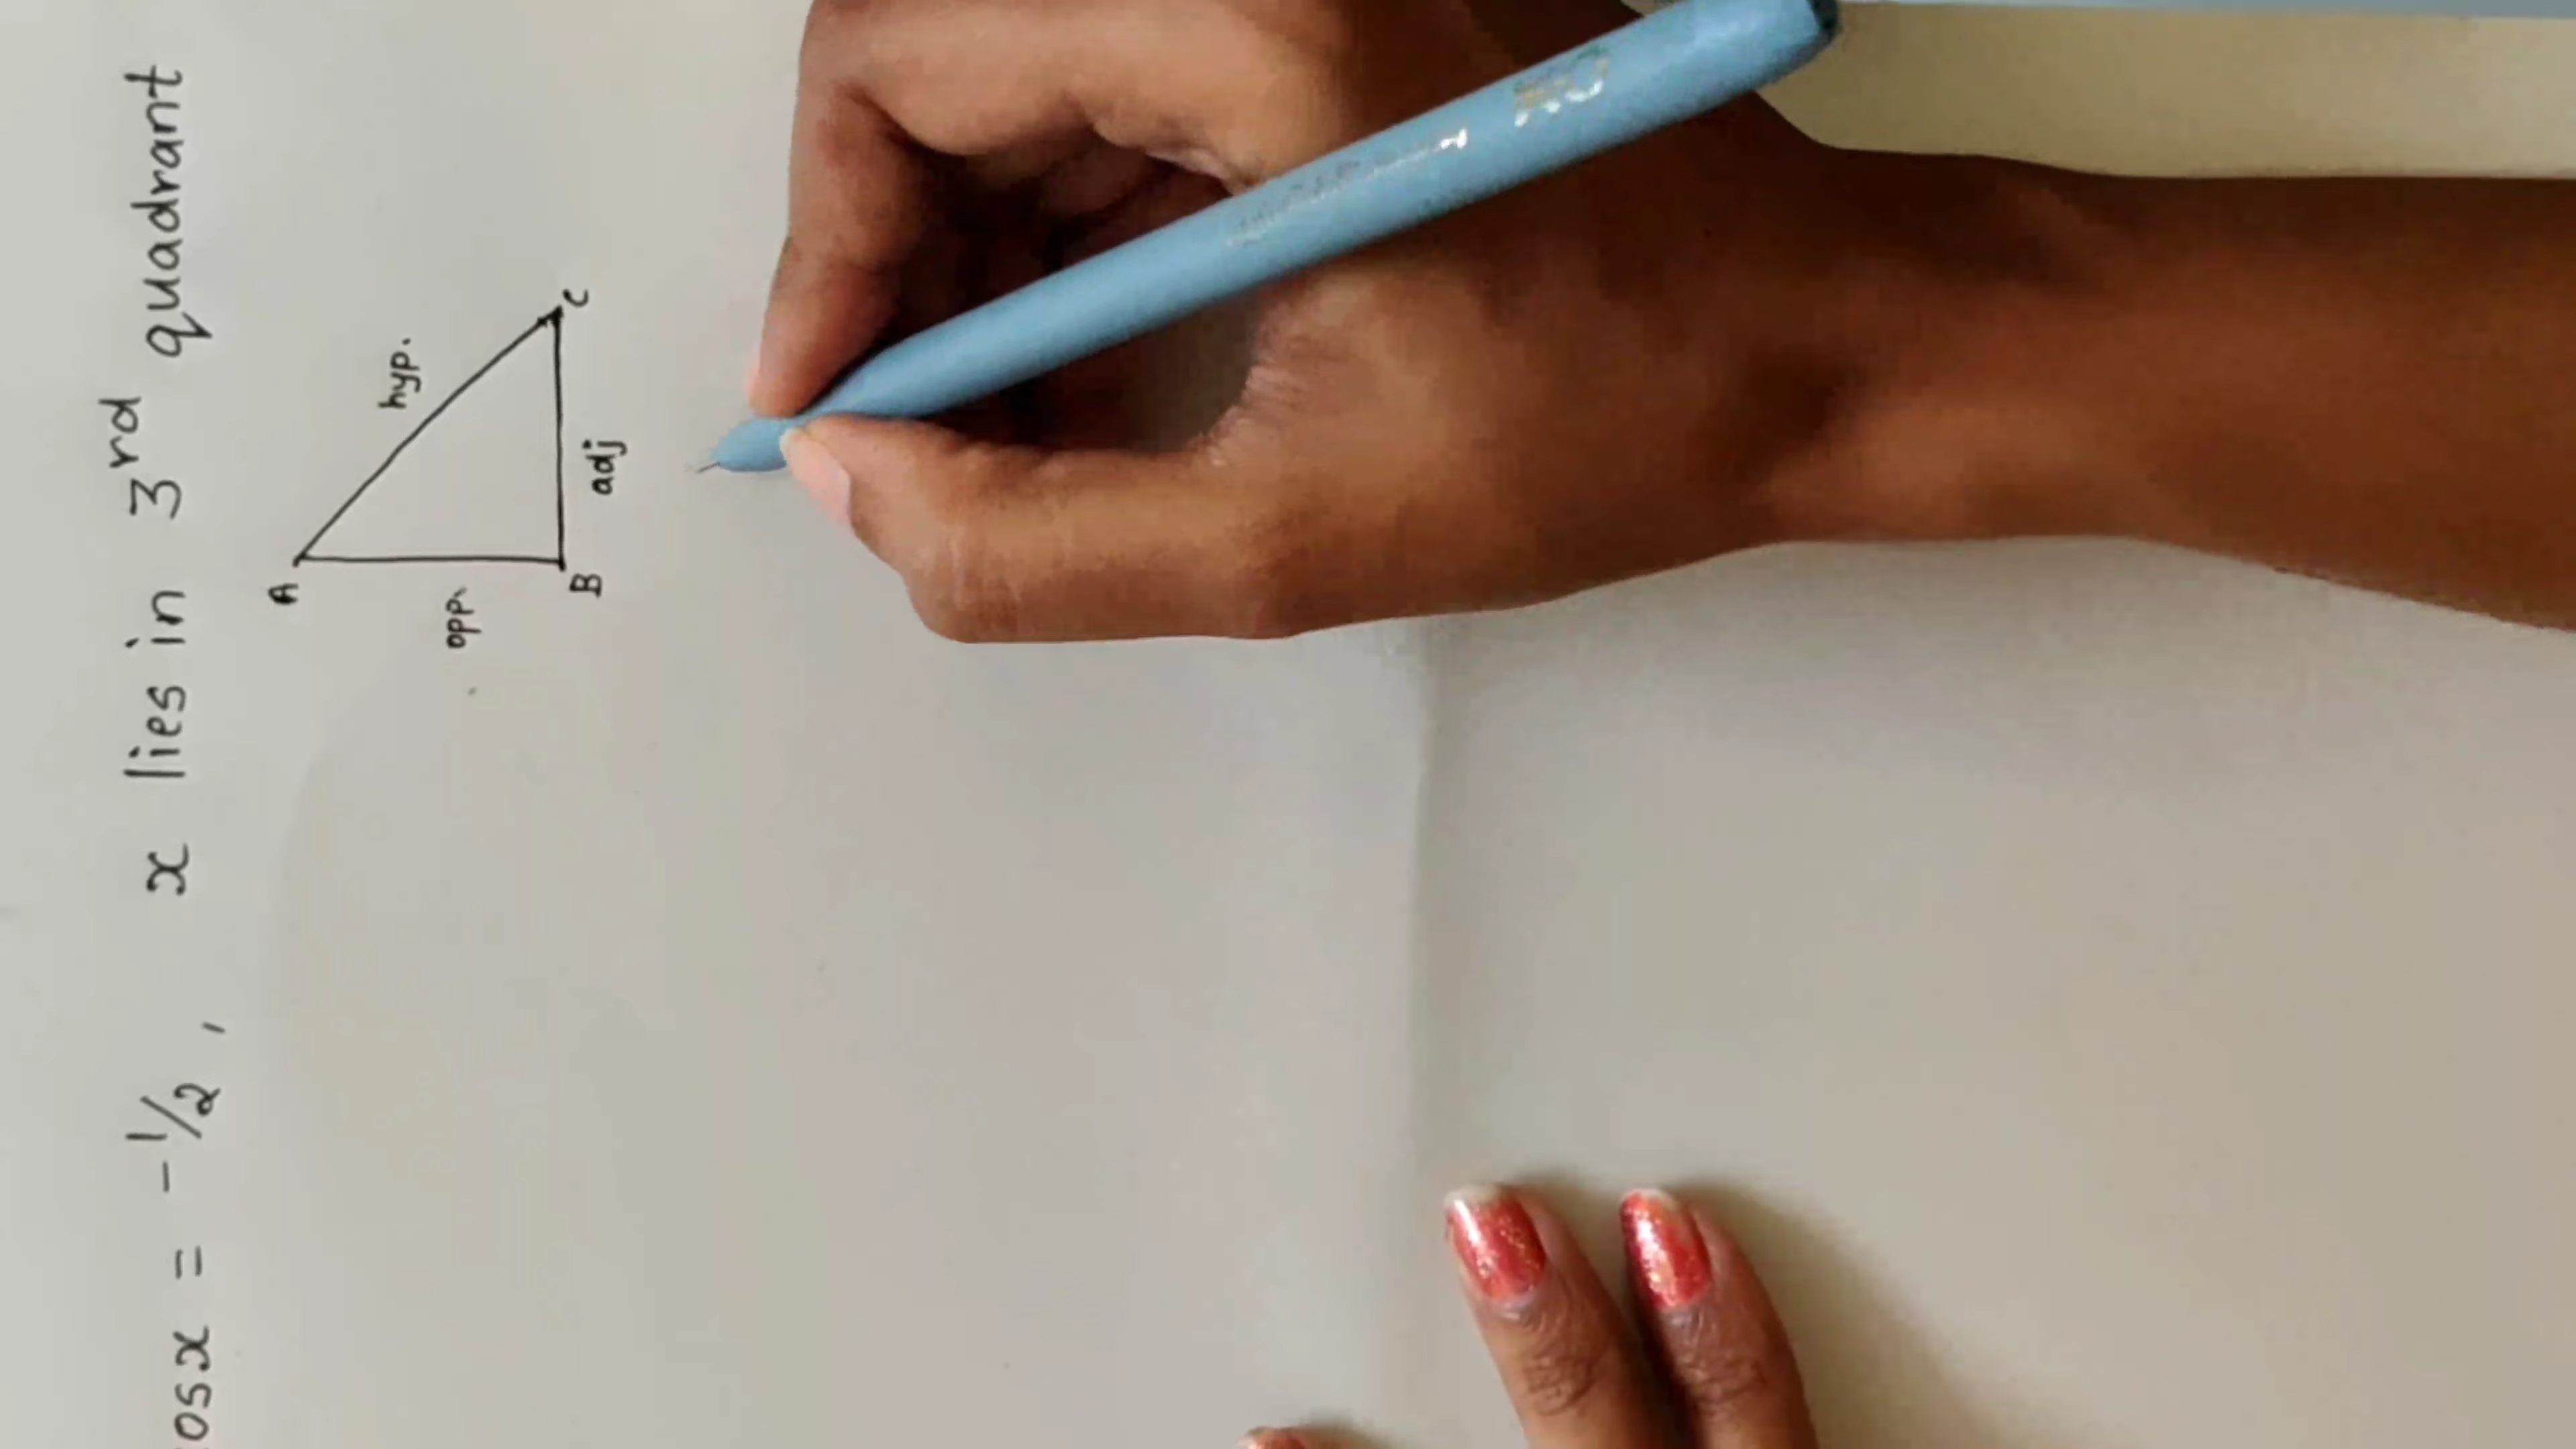 osx = -1/2, x lies in 3rd quadrant
A
hyp.
opp.
B
adj
C